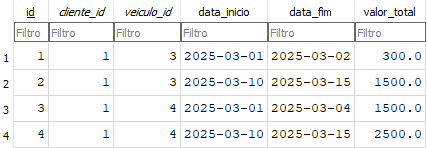 id cliente_id veiculo_id data_inicio data_fim valor_total
Filtro Filtro Filtro Filtro Filtro Filtro
1 1 1 3 2025-03-01 2025-03-02 300.0
2 2 1 3 2025-03-10 2025-03-15 1500.0
3 3 1 4 2025-03-01 2025-03-04 1500.0
4 4 1 4 2025-03-10 2025-03-15 2500.0